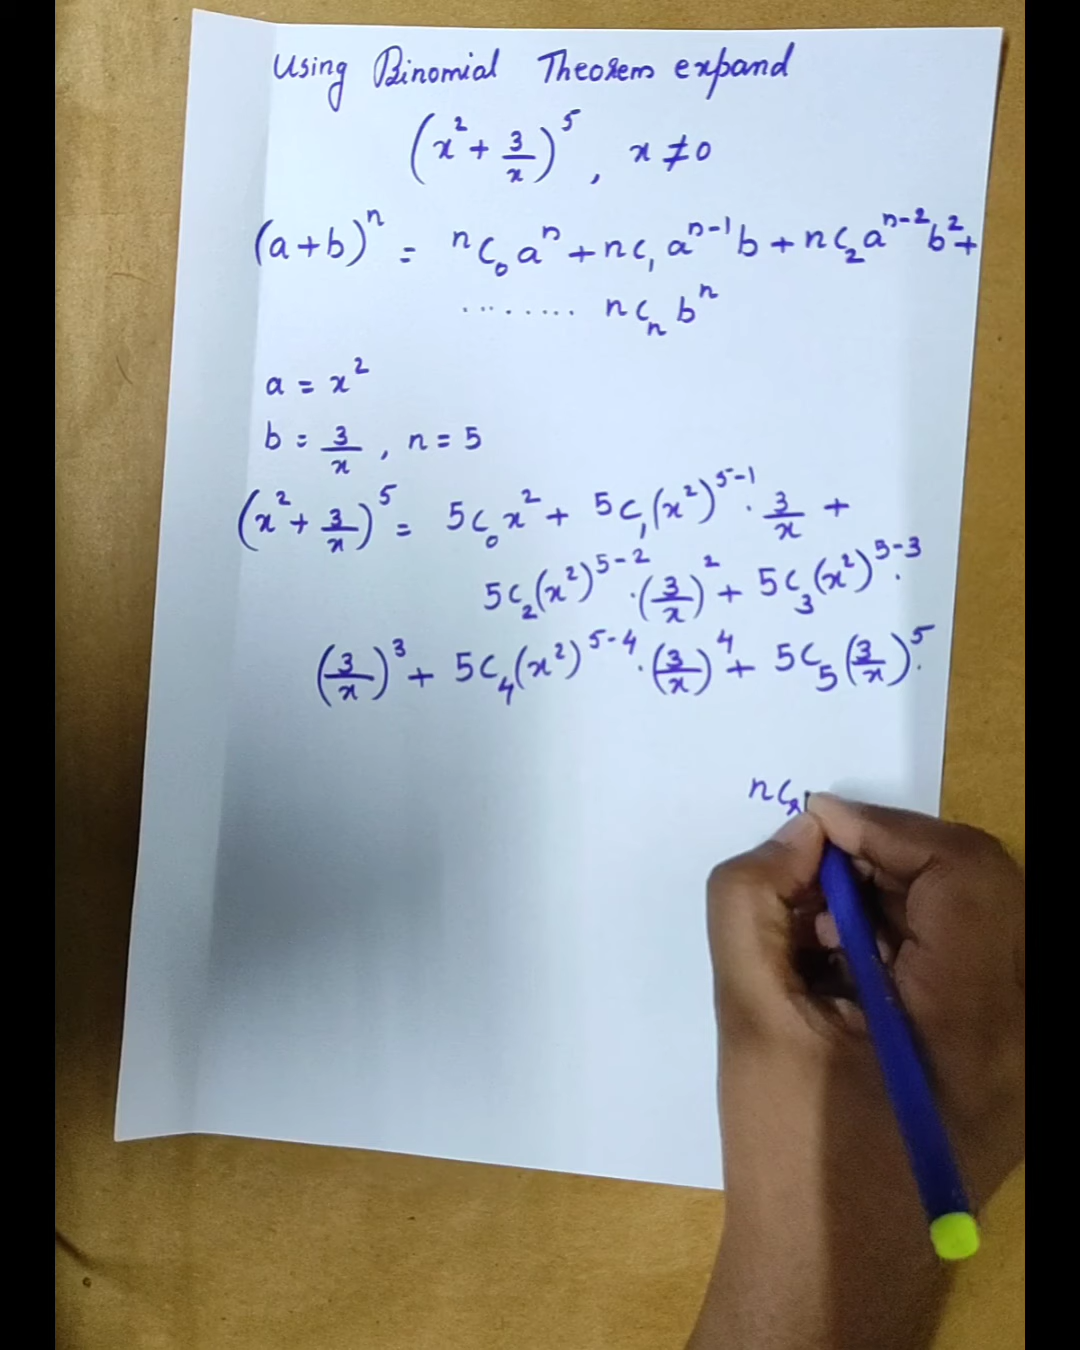 Using Binomial Theorem expand
(x² + 3/x)⁵, x ≠ 0
(a+b)ⁿ = nC₀aⁿ + nC₁aⁿ⁻¹b + nC₂aⁿ⁻²b² +
........ nCₙbⁿ
a = x²
b = 3/x, n = 5
(x² + 3/x)⁵ = 5C₀x² + 5C₁(x²)⁵⁻¹ · 3/x +
5C₂(x²)⁵⁻² · (3/x)² + 5C₃(x²)⁵⁻³ ·
(3/x)³ + 5C₄(x²)⁵⁻⁴ · (3/x)⁴ + 5C₅(3/x)⁵.
nCᵣ